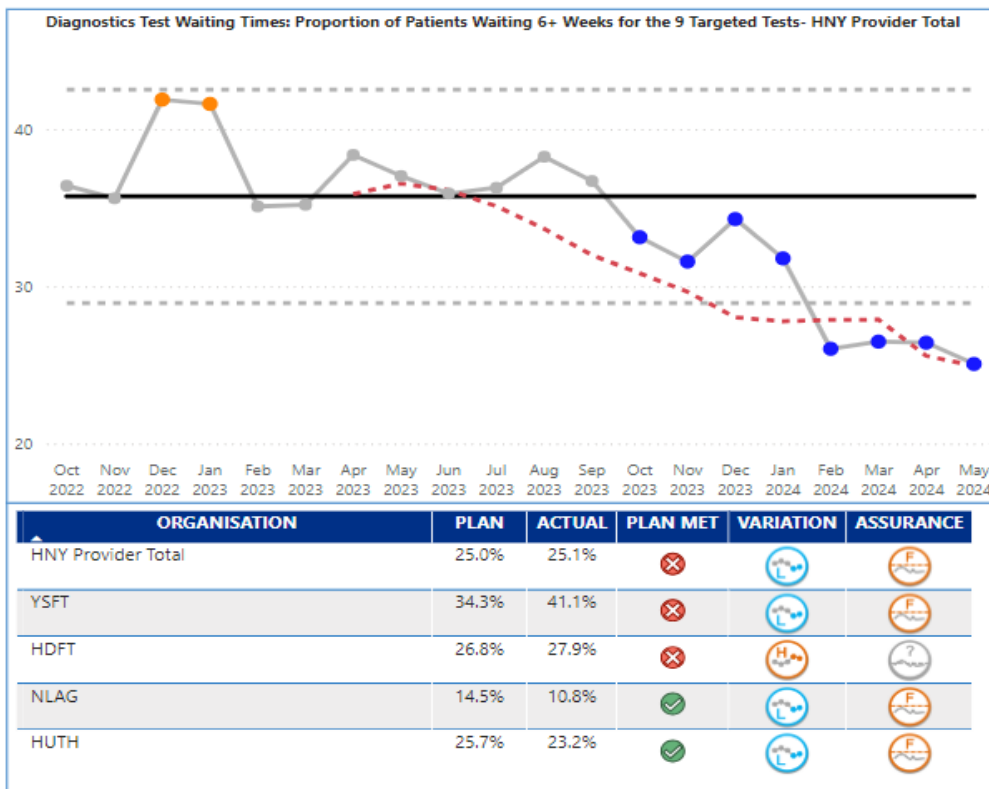 Diagnostics Test Waiting Times: Proportion of Patients Waiting 6+ Weeks for the 9 Targeted Tests- HNY Provider Total
40
30
20
Oct Nov Dec Jan Feb Mar Apr May Jun Jul Aug Sep Oct Nov Dec Jan Feb Mar Apr May
2022 2022 2022 2023 2023 2023 2023 2023 2023 2023 2023 2023 2023 2023 2023 2024 2024 2024 2024 2024
ORGANISATION PLAN ACTUAL PLAN MET VARIATION ASSURANCE
HNY Provider Total 25.0% 25.1% L F
YSFT 34.3% 41.1% L F
HDFT 26.8% 27.9% H ?
NLAG 14.5% 10.8% L F
HUTH 25.7% 23.2% L F